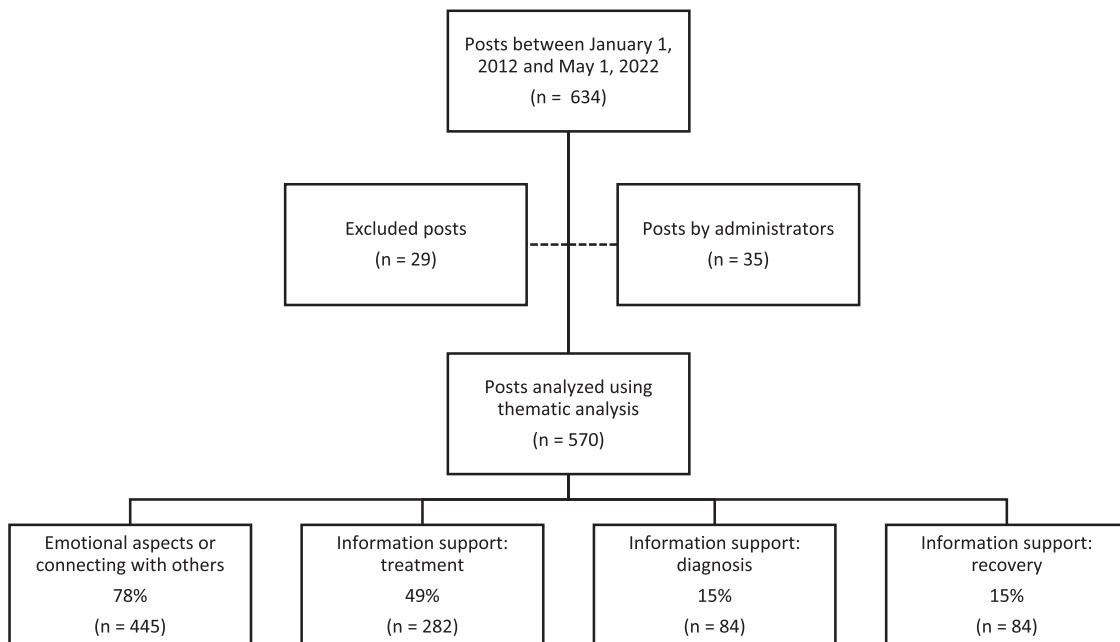 Posts between January 1,
2012 and May 1, 2022
(n =  634)
Excluded posts
(n = 29)
Posts by administrators
(n = 35)
Posts analyzed using
thematic analysis
(n = 570)
Emotional aspects or
connecting with others
78%
(n = 445)
Information support:
treatment
49%
(n = 282)
Information support:
diagnosis
15%
(n = 84)
Information support:
recovery
15%
(n = 84)